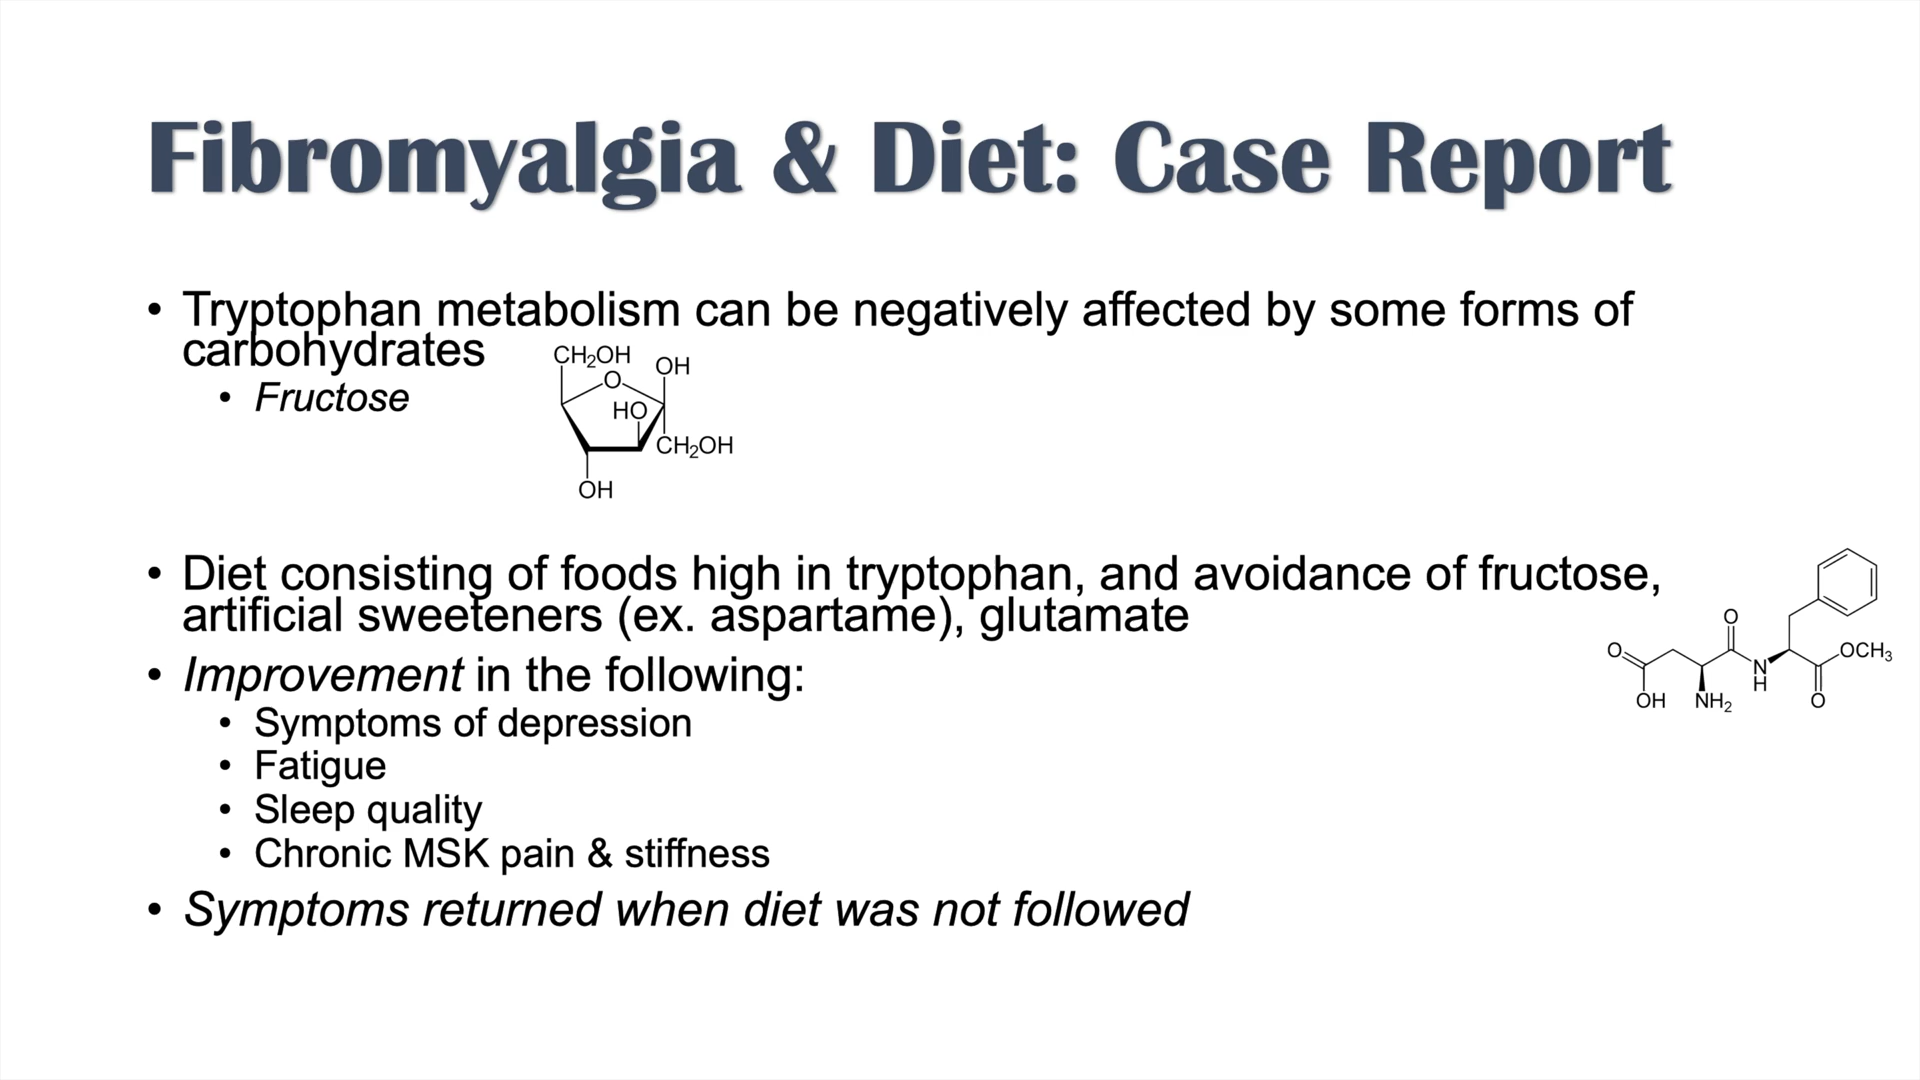 Fibromyalgia & Diet: Case Report
• Tryptophan metabolism can be negatively affected by some forms of
carbohydrates
• Fructose
CH₂OH
OH
O
HO
CH₂OH
OH
• Diet consisting of foods high in tryptophan, and avoidance of fructose,
artificial sweeteners (ex. aspartame), glutamate
O
O
OCH₃
N
H
OH
NH₂
O
• Improvement in the following:
• Symptoms of depression
• Fatigue
• Sleep quality
• Chronic MSK pain & stiffness
• Symptoms returned when diet was not followed